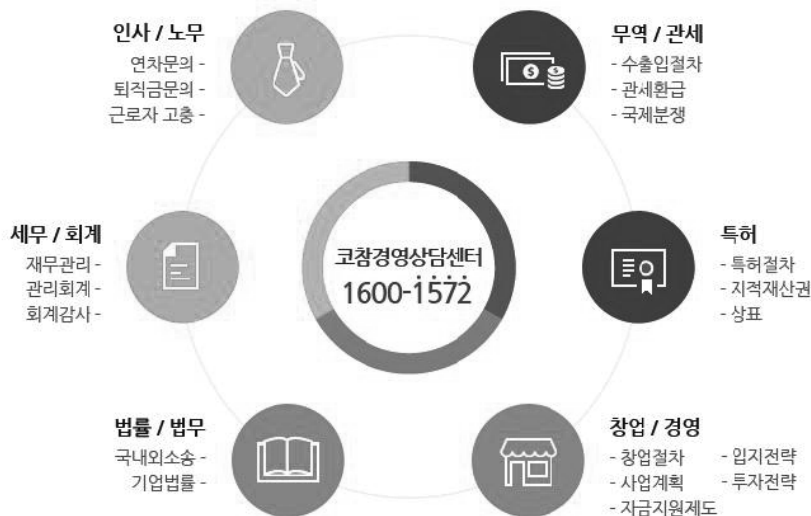 인사 / 노무
연차문의 -
퇴직금문의 -
근로자 고충 -
무역 / 관세
- 수출입절차
- 관세환급
- 국제분쟁
세무 / 회계
재무관리 -
관리회계 -
회계감사 -
코참경영상담센터
1600-1572
특허
- 특허절차
- 지적재산권
- 상표
법률 / 법무
국내외소송 -
기업법률 -
창업 / 경영
- 창업절차 - 입지전략
- 사업계획 - 투자전략
- 자금지원제도